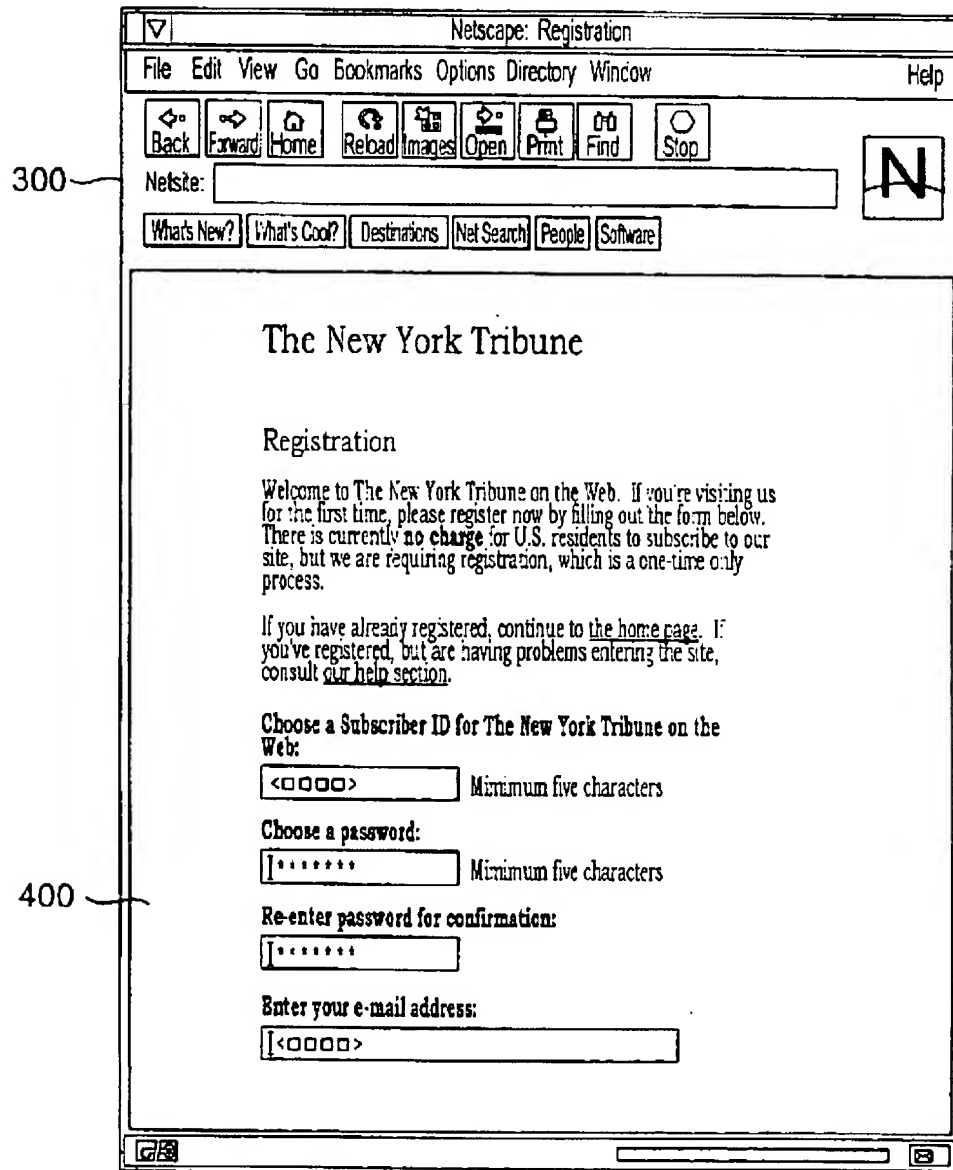 Netscape: Registration
File Edit View Go Bookmarks Options Directory Window Help
Back Forward Home Reload Images Open Print Find Stop
N
300
Netsite:
What's New? What's Cool? Destinations Net Search People Software
The New York Tribune
Registration
Welcome to The New York Tribune on the Web. If you're visiting us
for the first time, please register now by filling out the form below.
There is currently no charge for U.S. residents to subscribe to our
site, but we are requiring registration, which is a one-time only
process.
If you have already registered, continue to the home page. If
you've registered, but are having problems entering the site,
consult our help section.
Choose a Subscriber ID for The New York Tribune on the
Web:
<□□□□> Minimum five characters
Choose a password:
******* Minimum five characters
400
Re-enter password for confirmation:
*******
Enter your e-mail address:
<□□□□>